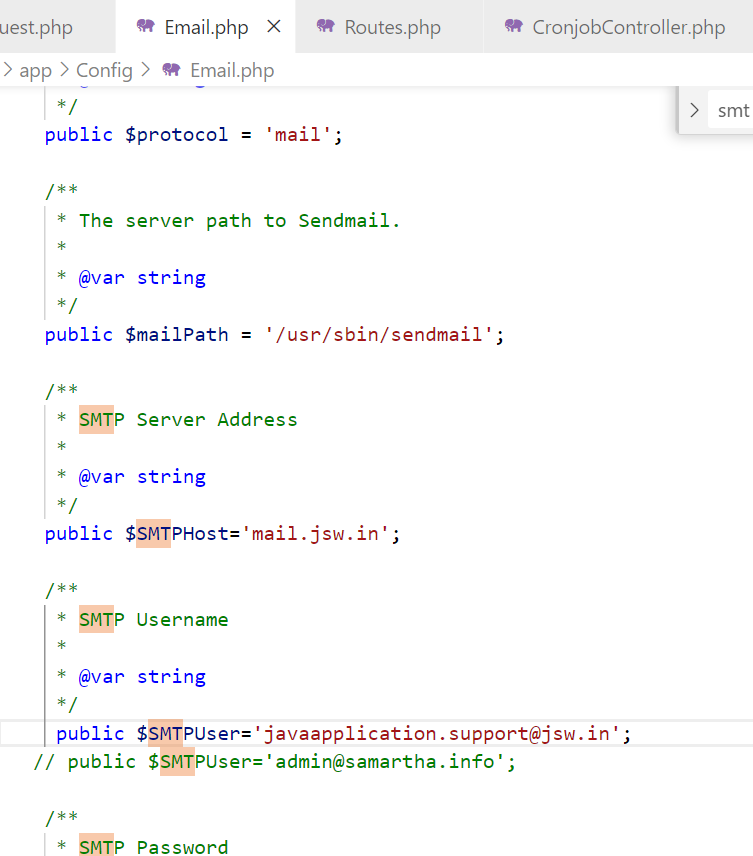 uest.php Email.php × Routes.php CronjobController.php
> app > Config > Email.php
smt
*/
public $protocol = 'mail';
/**
* The server path to Sendmail.
*
* @var string
*/
public $mailPath = '/usr/sbin/sendmail';
/**
* SMTP Server Address
*
* @var string
*/
public $SMTPHost='mail.jsw.in';
/**
* SMTP Username
*
* @var string
*/
public $SMTPUser='javaapplication.support@jsw.in';
// public $SMTPUser='admin@samartha.info';
/**
* SMTP Password